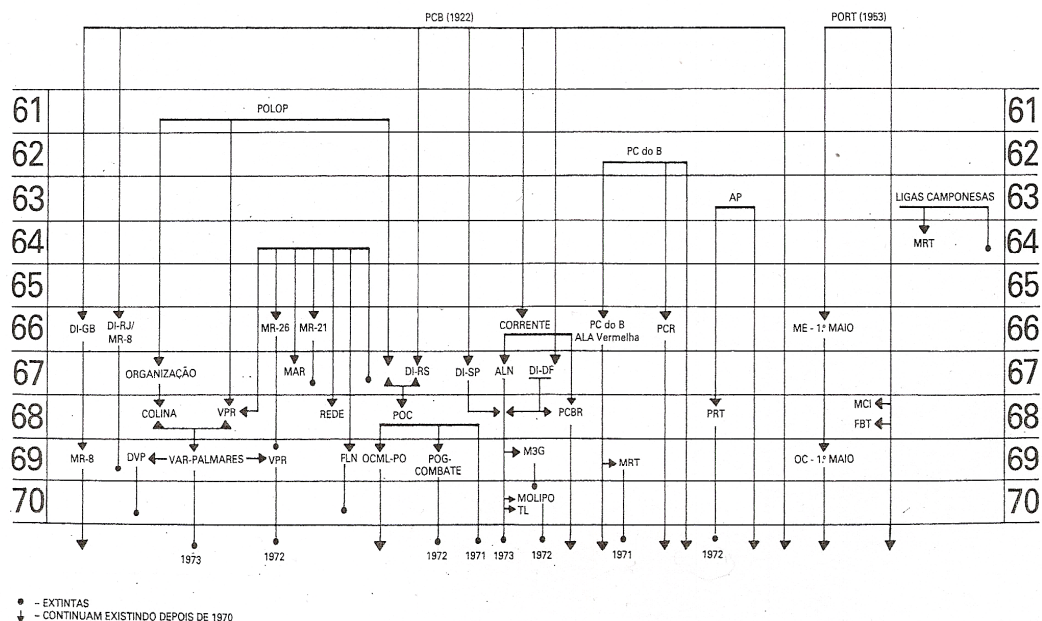 PCB (1922) PORT (1953)
61 POLOP 61
62 PC do B 62
63 AP LIGAS CAMPONESAS 63
64 MRT 64
65 65
66 DI-GB DI-RJ/ MR-26 MR-21 CORRENTE PC do B PCR ME - 1.º MAIO 66
MR-8 ALA Vermelha
67 ORGANIZAÇÃO MAR DI-RS DI-SP ALN DI-DF 67
68 COLINA VPR REDE POC PCBR PRT MCI 68
FBT
69 MR-8 DVP VAR-PALMARES VPR FLN OCML-PO POG- M3G MRT OC - 1.º MAIO 69
COMBATE
70 MOLIPO 70
TL
1973 1972 1972 1971 1973 1972 1971 1972
- EXTINTAS
- CONTINUAM EXISTINDO DEPOIS DE 1970